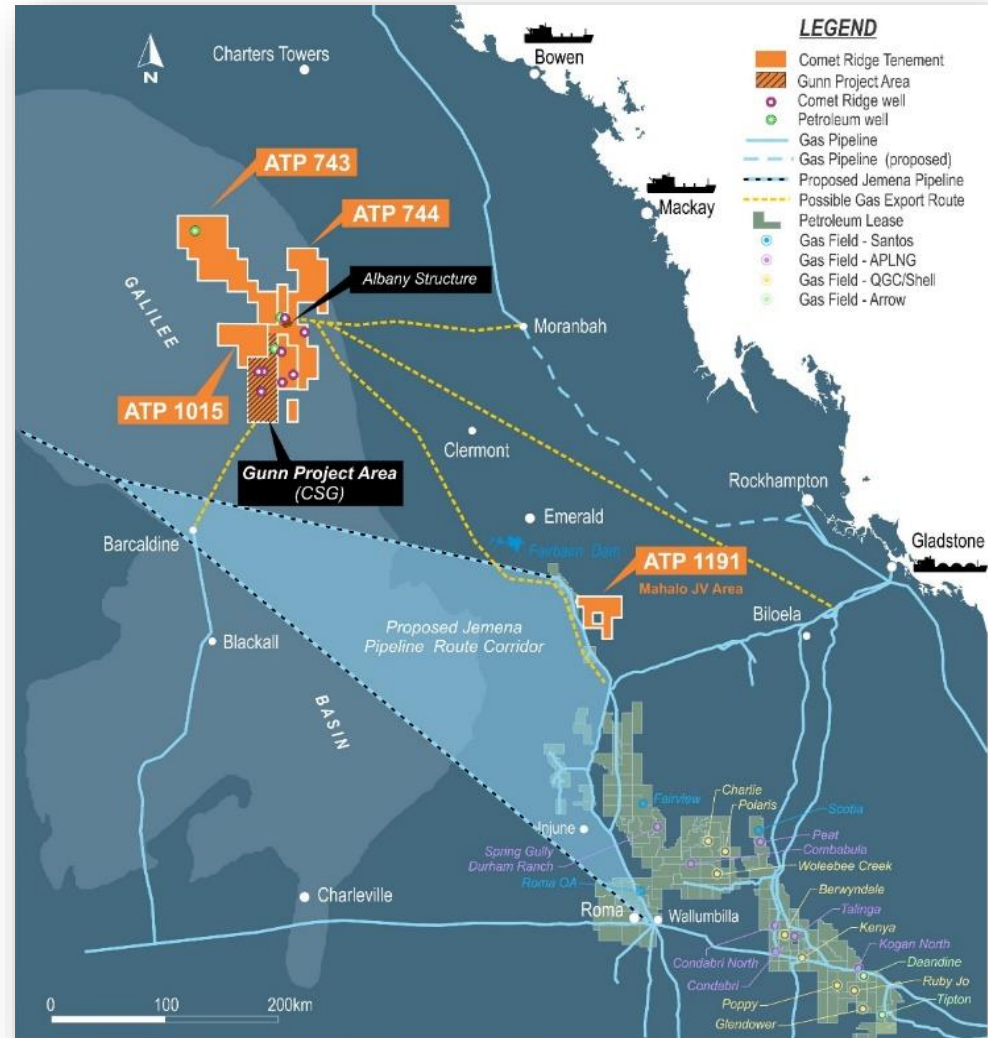 LEGEND
Comet Ridge Tenement
Gunn Project Area
Comet Ridge well
Petroleum well
Gas Pipeline
Gas Pipeline (proposed)
Proposed Jemena Pipeline
Possible Gas Export Route
Petroleum Lease
Gas Field - Santos
Gas Field - APLNG
Gas Field - QGC/Shell
Gas Field - Arrow
N
Charters Towers
Bowen
ATP 743
Mackay
ATP 744
Albany Structure
GALILEE
Moranbah
ATP 1015
Clermont
Gunn Project Area
(CSG)
Rockhampton
Emerald
Gladstone
Barcaldine
Fairbairn Dam
ATP 1191
Mahalo JV Area
Biloela
Blackall
Proposed Jemena
Pipeline Route Corridor
BASIN
Charlie
Polaris
Fairview
Scotia
Injune
Peat
Spring Gully
Durham Ranch
Combabula
Woleebee Creek
Roma OA
Charleville
Berwyndale
Roma
Wallumbilla
Talinga
Kenya
Condabri North
Kogan North
Condabri
Daandine
Ruby Jo
Poppy
Tipton
Glendower
0
100
200km